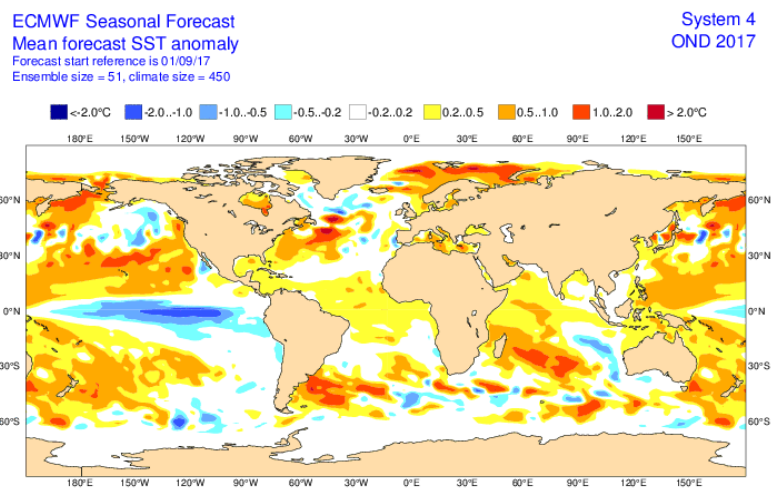 ECMWF Seasonal Forecast
System 4
Mean forecast SST anomaly
OND 2017
Forecast start reference is 01/09/17
Ensemble size = 51, climate size = 450
<-2.0°C -2.0..-1.0 -1.0..-0.5 -0.5..-0.2 -0.2..0.2 0.2..0.5 0.5..1.0 1.0..2.0 > 2.0°C
180°E 150°W 120°W 90°W 60°W 30°W 0°E 30°E 60°E 90°E 120°E 150°E
60°N 60°N
30°N 30°N
0°N 0°N
30°S 30°S
60°S 60°S
180°E 150°W 120°W 90°W 60°W 30°W 0°E 30°E 60°E 90°E 120°E 150°E